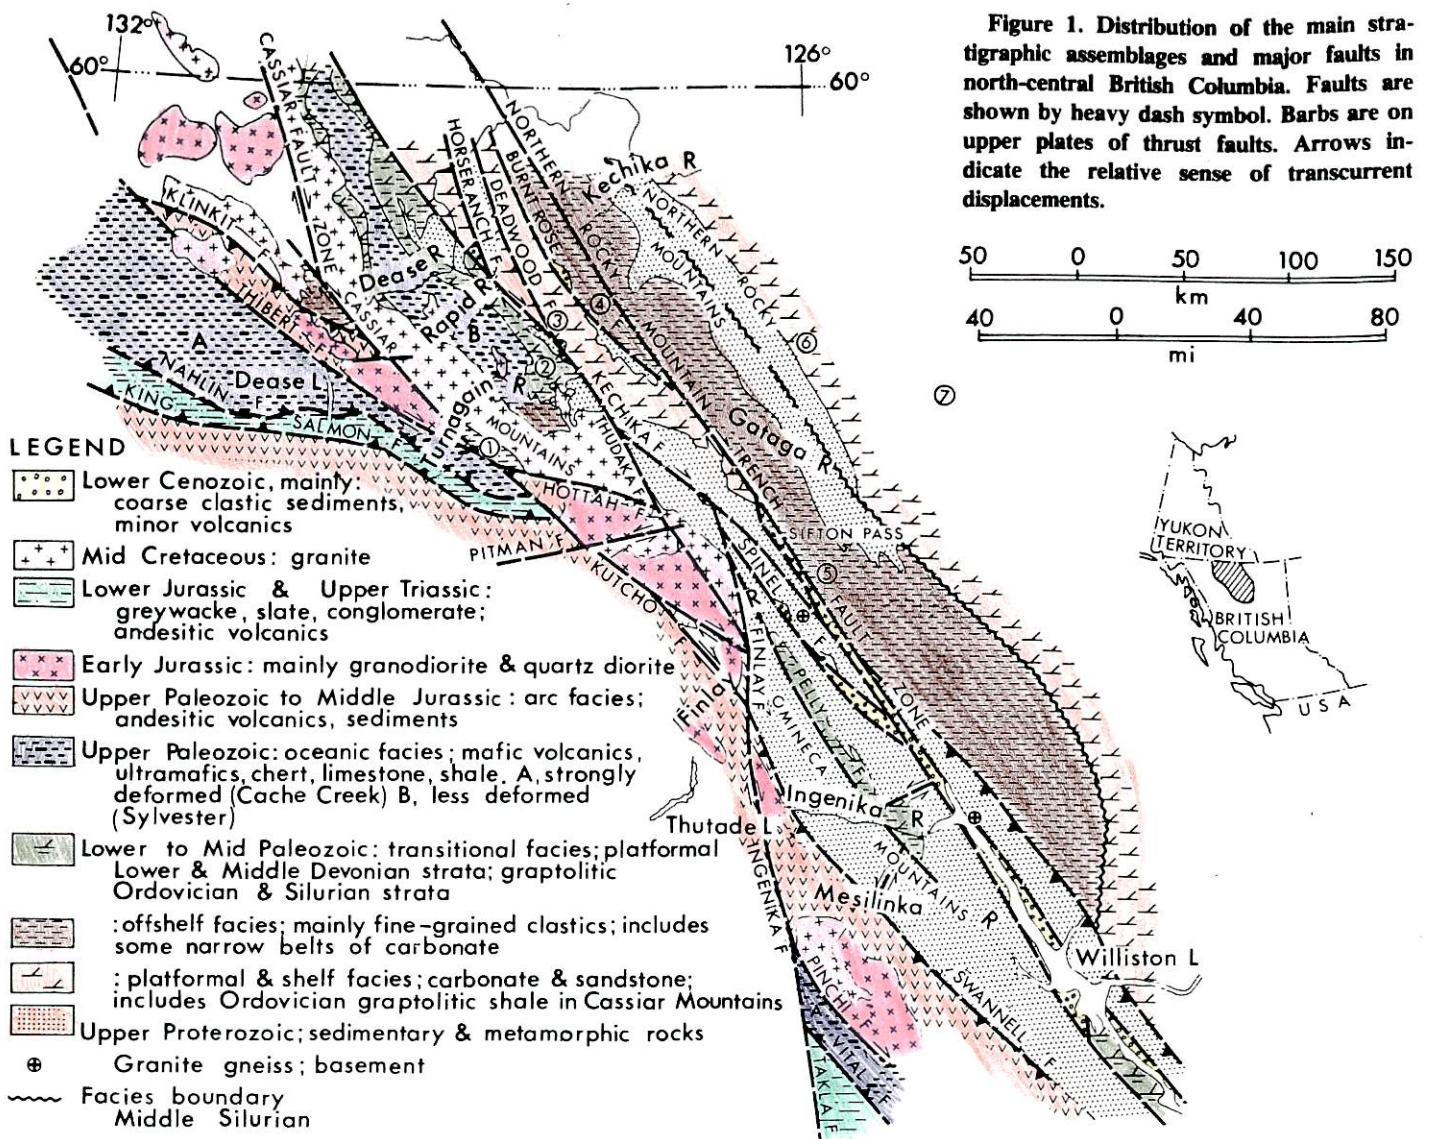 Figure 1. Distribution of the main stra-
tigraphic assemblages and major faults in
north-central British Columbia. Faults are
shown by heavy dash symbol. Barbs are on
upper plates of thrust faults. Arrows in-
dicate the relative sense of transcurrent
displacements.
50 0 50 100 150
km
40 0 40 80
mi
132°
60°
126°
60°
CASSIAR FAULT ZONE
KLINKIT F
THIBERT F
CASSIAR
MOUNTAINS
NAHLIN F
KING SALMON F
A
Dease L
Dease R
Rapid R
B
Turnagain R
HORSERANCH F
DEADWOOD F
BURNT ROSE F
NORTHERN ROCKY MOUNTAIN TRENCH FAULT ZONE
Kechika R
NORTHERN ROCKY
MOUNTAINS
KECHIKA F
THUDAKA F
HOTTAH F
PITMAN F
KUTCHO F
Gataga R
SIFTON PASS
SPINEL F
FINLAY F
Finlay R
PELLY F
OMINECA
MOUNTAINS
Ingenika R
Thutade L
INGENIKA F
Mesilinka R
PINCHI F
VITAL F
TAKLA F
SWANNELL F
Williston L
1
2
3
4
5
6
7
YUKON
TERRITORY
BRITISH
COLUMBIA
USA
LEGEND
Lower Cenozoic, mainly:
coarse clastic sediments,
minor volcanics
Mid Cretaceous: granite
Lower Jurassic & Upper Triassic:
greywacke, slate, conglomerate;
andesitic volcanics
Early Jurassic: mainly granodiorite & quartz diorite
Upper Paleozoic to Middle Jurassic: arc facies;
andesitic volcanics, sediments
Upper Paleozoic: oceanic facies; mafic volcanics,
ultramafics, chert, limestone, shale. A, strongly
deformed (Cache Creek) B, less deformed
(Sylvester)
Lower to Mid Paleozoic: transitional facies; platformal
Lower & Middle Devonian strata; graptolitic
Ordovician & Silurian strata
:offshelf facies; mainly fine-grained clastics; includes
some narrow belts of carbonate
: platformal & shelf facies; carbonate & sandstone;
includes Ordovician graptolitic shale in Cassiar Mountains
Upper Proterozoic; sedimentary & metamorphic rocks
Granite gneiss; basement
Facies boundary
Middle Silurian